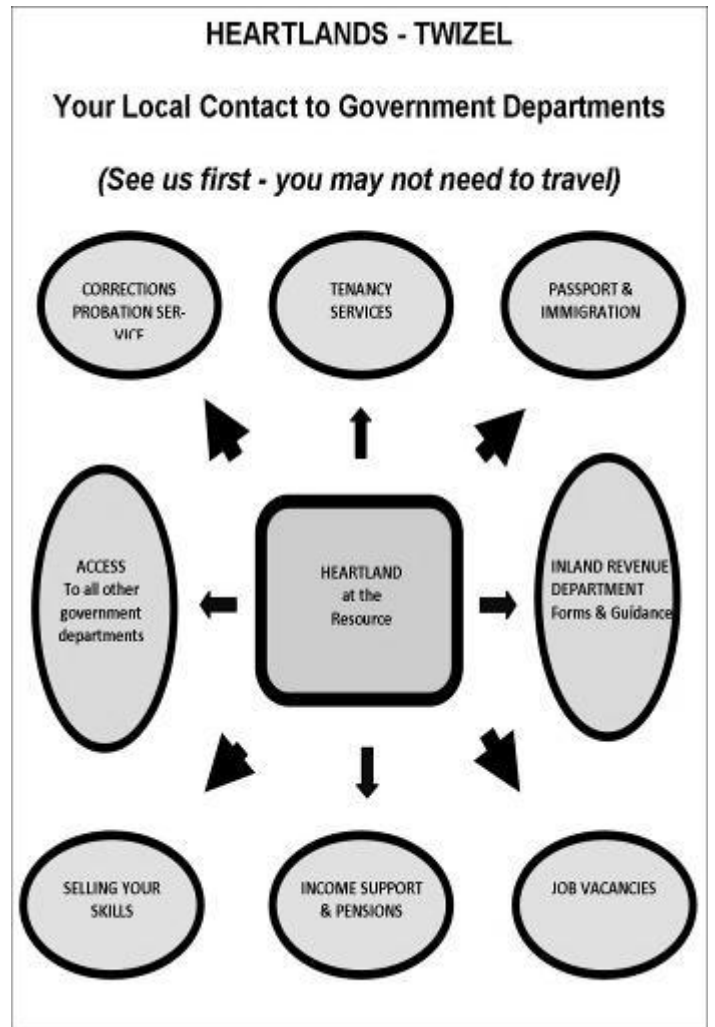 HEARTLANDS - TWIZEL
Your Local Contact to Government Departments
(See us first - you may not need to travel)
CORRECTIONS
PROBATION SER-
VICE
TENANCY
SERVICES
PASSPORT &
IMMIGRATION
ACCESS
To all other
government
departments
HEARTLAND
at the
Resource
INLAND REVENUE
DEPARTMENT
Forms & Guidance
SELLING YOUR
SKILLS
INCOME SUPPORT
& PENSIONS
JOB VACANCIES